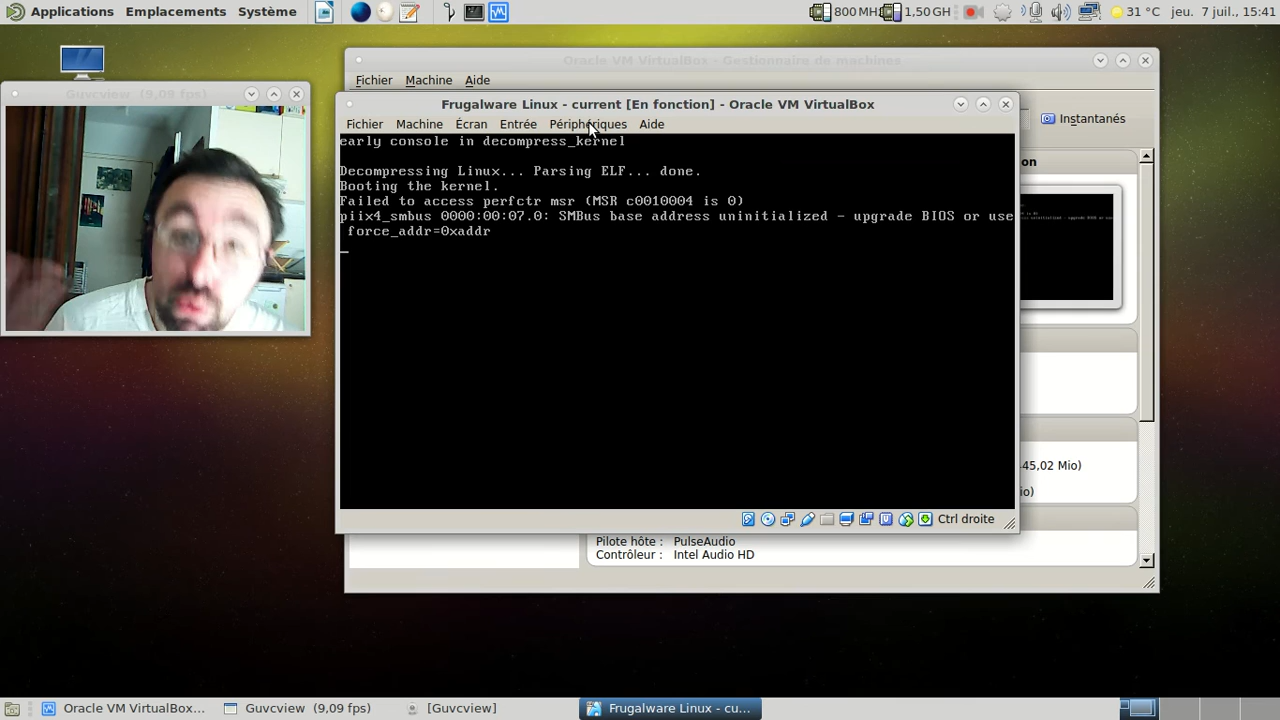 Applications Emplacements Système 800 MH 1,50 GH 31 °C jeu. 7 juil., 15:41
Oracle VM VirtualBox - Gestionnaire de machines
Fichier Machine Aide
Guvcview (9,09 fps)
Frugalware Linux - current [En fonction] - Oracle VM VirtualBox
Instantanés
Fichier Machine Écran Entrée Périphériques Aide
early console in decompress_kernel
on
Decompressing Linux... Parsing ELF... done.
Booting the kernel.
Failed to access perfctr msr (MSR c0010004 is 0)
piix4_smbus 0000:00:07.0: SMBus base address uninitialized - upgrade BIOS or use
force_addr=0xaddr
45,02 Mio)
io)
Ctrl droite
Pilote hôte : PulseAudio
Contrôleur : Intel Audio HD
Oracle VM VirtualBox... Guvcview (9,09 fps) [Guvcview] Frugalware Linux - cu...